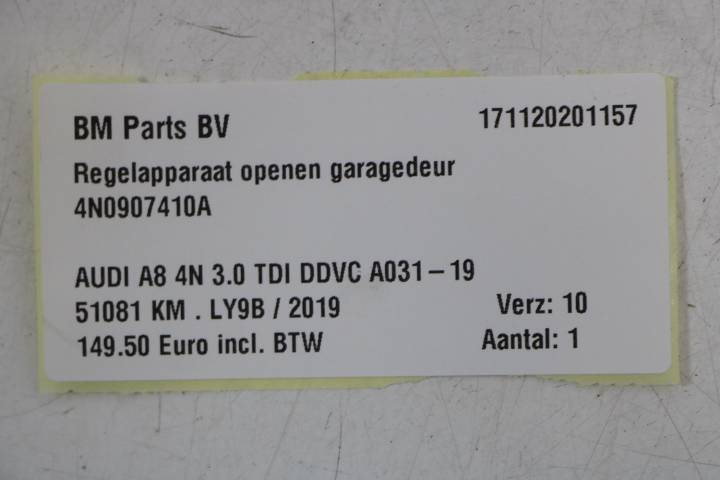 BM Parts BV 171120201157
Regelapparaat openen garagedeur
4N0907410A
AUDI A8 4N 3.0 TDI DDVC A031-19
51081 KM . LY9B / 2019 Verz: 10
149.50 Euro incl. BTW Aantal: 1